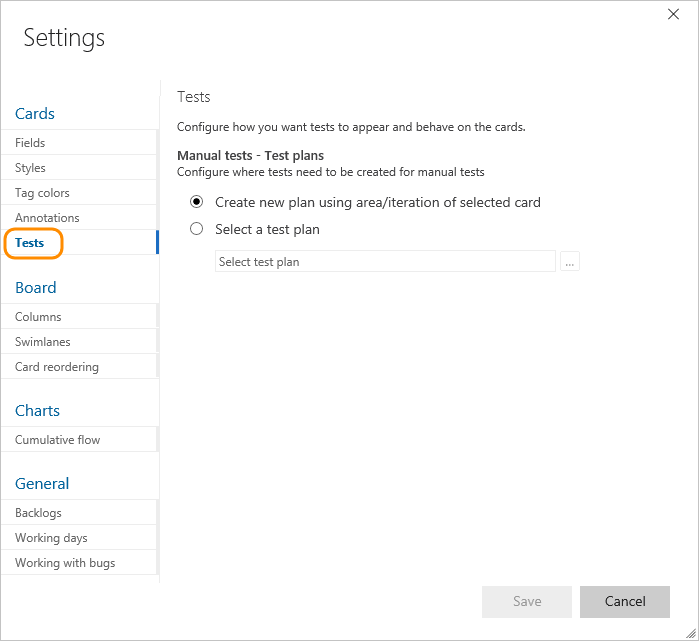 Settings
Cards
Fields
Styles
Tag colors
Annotations
Tests
Board
Columns
Swimlanes
Card reordering
Charts
Cumulative flow
General
Backlogs
Working days
Working with bugs
Tests
Configure how you want tests to appear and behave on the cards.
Manual tests - Test plans
Configure where tests need to be created for manual tests
Create new plan using area/iteration of selected card
Select a test plan
Select test plan
...
Save
Cancel